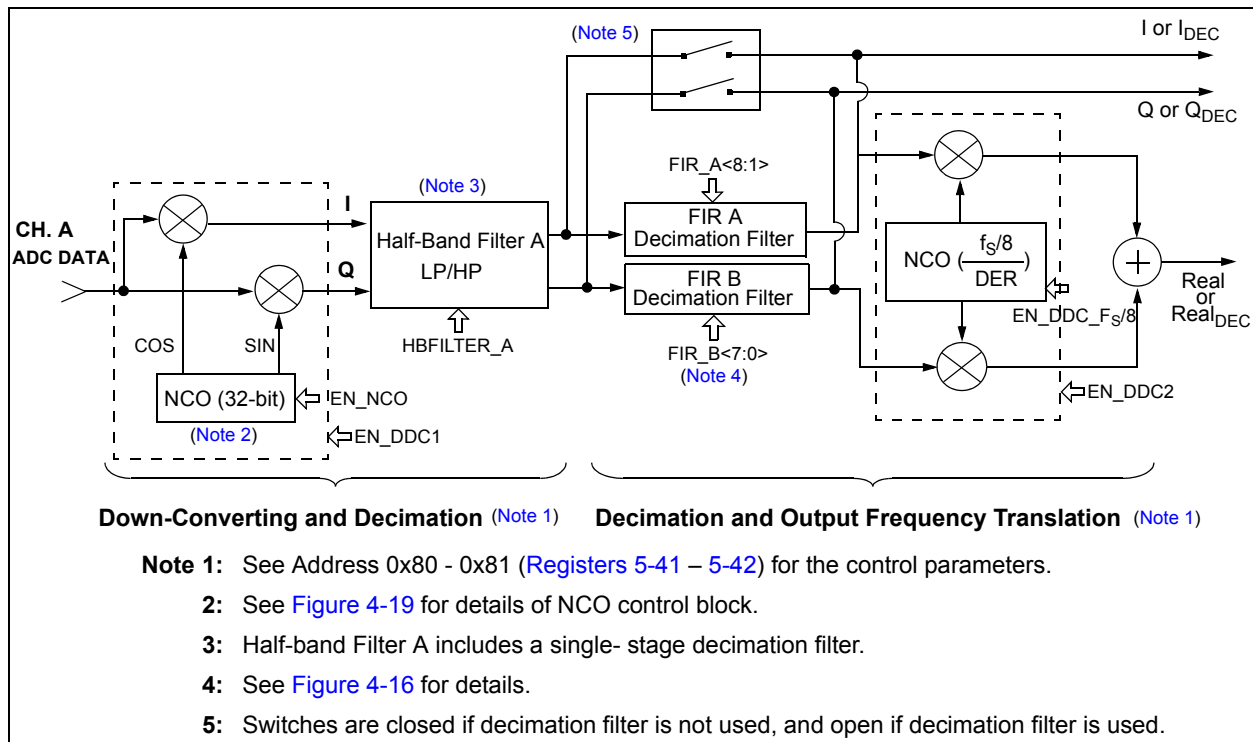 (Note 5)
I or IDEC
Q or QDEC
FIR_A<8:1>
(Note 3)
I
FIR A
Decimation Filter
CH. A
ADC DATA
Half-Band Filter A
LP/HP
NCO (fS/8
DER)
Q
FIR B
Decimation Filter
Real
or
RealDEC
EN_DDC_FS/8
COS
SIN
HBFILTER_A
FIR_B<7:0>
(Note 4)
NCO (32-bit)
EN_NCO
EN_DDC2
(Note 2)
EN_DDC1
Down-Converting and Decimation (Note 1)
Decimation and Output Frequency Translation (Note 1)
Note 1: See Address 0x80 - 0x81 (Registers 5-41 – 5-42) for the control parameters.
2: See Figure 4-19 for details of NCO control block.
3: Half-band Filter A includes a single- stage decimation filter.
4: See Figure 4-16 for details.
5: Switches are closed if decimation filter is not used, and open if decimation filter is used.